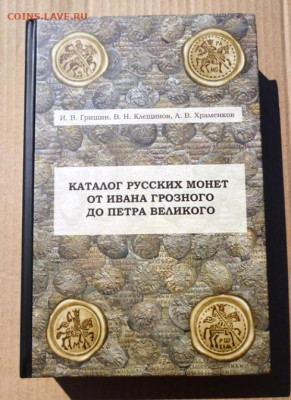 COINS.LAVE.RU
И. В. Гришин, В. Н. Клещинов, А. В. Храменков
КАТАЛОГ РУССКИХ МОНЕТ
ОТ ИВАНА ГРОЗНОГО
ДО ПЕТРА ВЕЛИКОГО